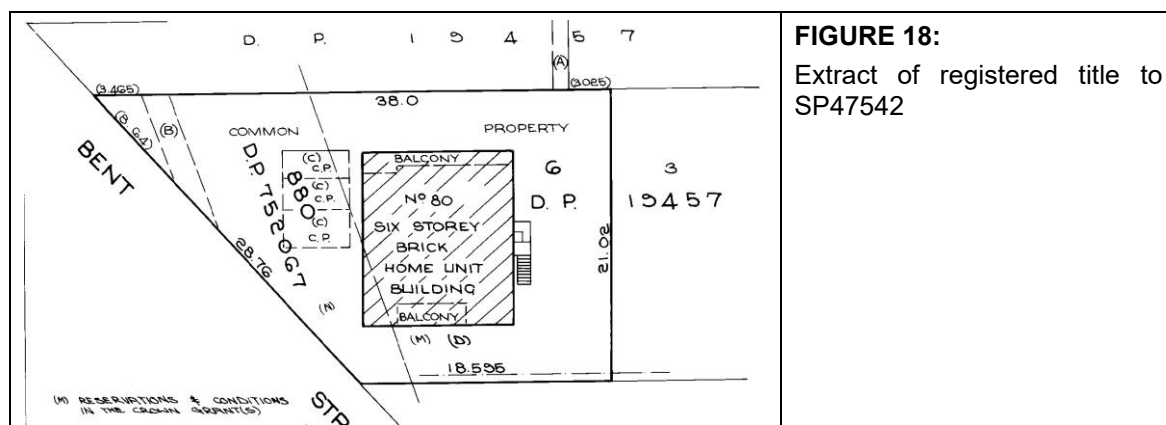 D. P. 1 9 4 5 7
(A)
(3.465)
(3.025)
38.0
(8.64)
(B)
COMMON PROPERTY
BENT
D.P. 752067
880
(C)
C.P.
(C)
C.P.
(C)
C.P.
BALCONY
Nº 80
SIX STOREY
BRICK
HOME UNIT
BUILDING
BALCONY
6
D. P.
3
19457
21.02
28.76
(N)
(M) (D)
18.595
(M) RESERVATIONS & CONDITIONS
IN THE CROWN GRANT(S)
STR
FIGURE 18:
Extract of registered title to
SP47542